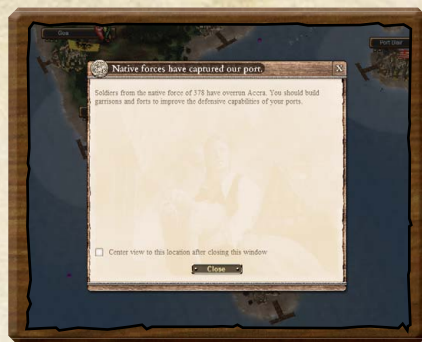 Goa
Port Diaz
Native forces have captured our port.
X
Soldiers from the native force of 378 have overrun Accra. You should build
garrisons and forts to improve the defensive capabilities of your ports.
Center view to this location after closing this window
Close